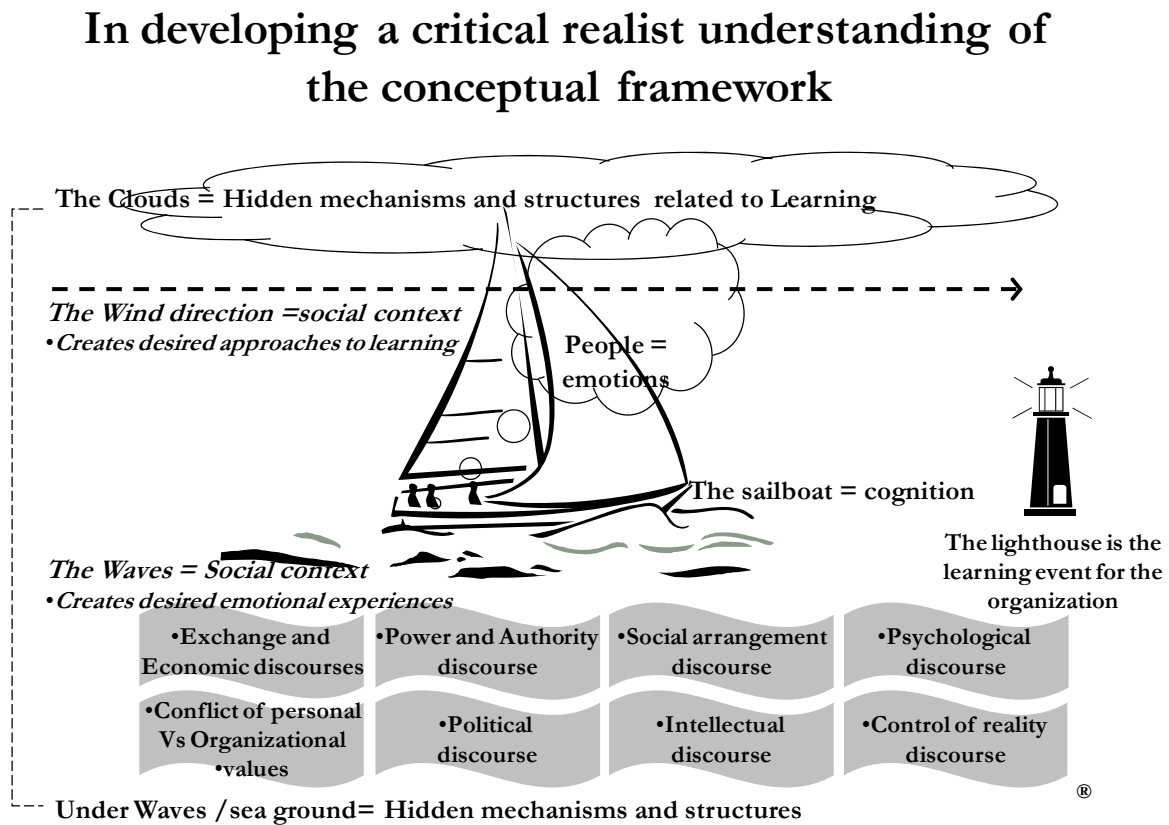 In developing a critical realist understanding of
the conceptual framework
The Clouds = Hidden mechanisms and structures related to Learning
The Wind direction =social context
•Creates desired approaches to learning
People =
emotions
The sailboat = cognition
The lighthouse is the
learning event for the
organization
The Waves = Social context
•Creates desired emotional experiences
•Exchange and
Economic discourses
•Power and Authority
discourse
•Social arrangement
discourse
•Psychological
discourse
•Conflict of personal
Vs Organizational
•values
•Political
discourse
•Intellectual
discourse
•Control of reality
discourse
®
Under Waves /sea ground= Hidden mechanisms and structures